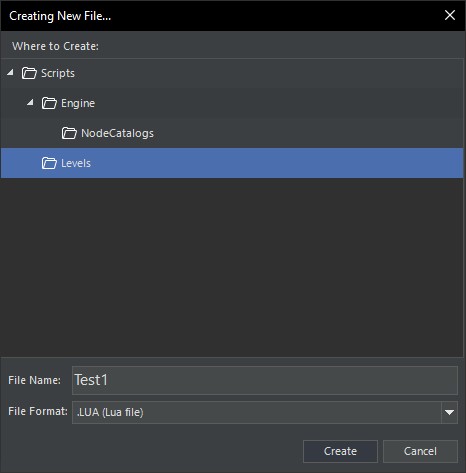 Creating New File...
Where to Create:
Scripts
Engine
NodeCatalogs
Levels
File Name: Test1
File Format: .LUA (Lua file)
Create Cancel